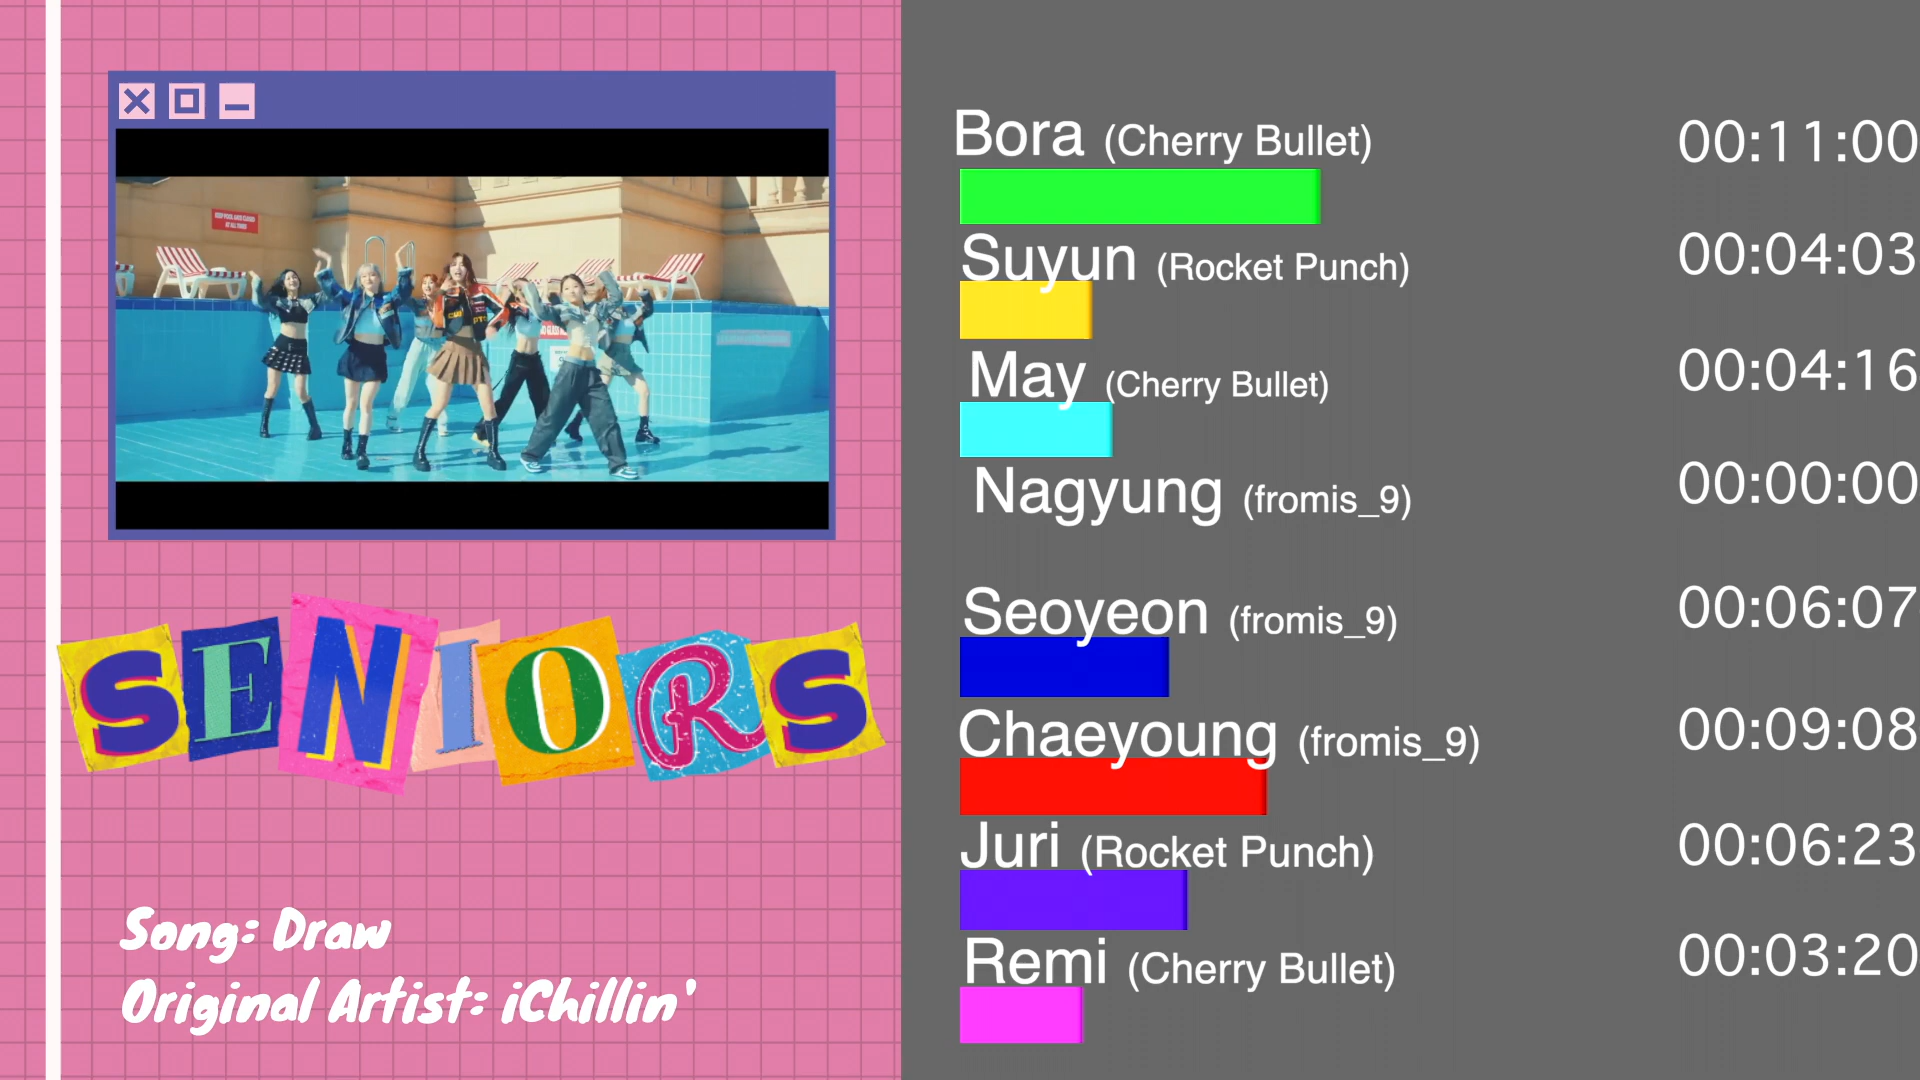 SENIORS
Song: Draw
Original Artist: iChillin'
Bora (Cherry Bullet) 00:11:00
Suyun (Rocket Punch) 00:04:03
May (Cherry Bullet) 00:04:16
Nagyung (fromis_9) 00:00:00
Seoyeon (fromis_9) 00:06:07
Chaeyoung (fromis_9) 00:09:08
Juri (Rocket Punch) 00:06:23
Remi (Cherry Bullet) 00:03:20